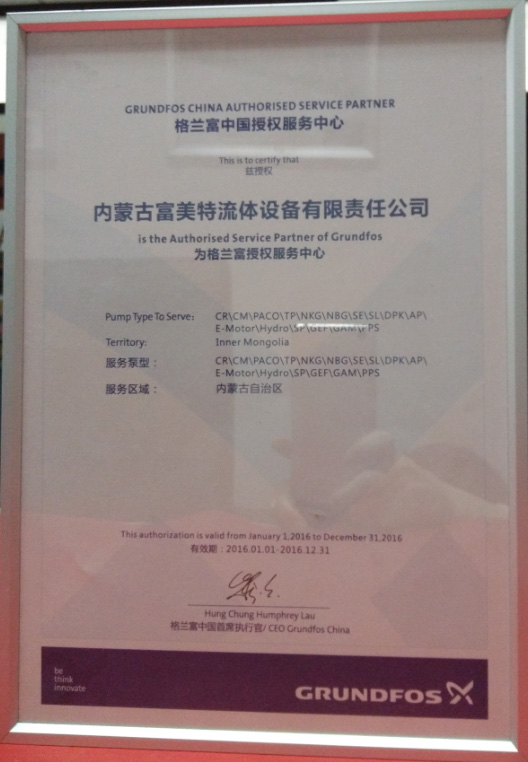 GRUNDFOS CHINA AUTHORISED SERVICE PARTNER
格兰富中国授权服务中心
This is to certify that
兹授权
内蒙古富美特流体设备有限责任公司
is the Authorised Service Partner of Grundfos
为格兰富授权服务中心
Pump Type To Serve: CR\CM\PACO\TP\NKG\NBG\SE\SL\DPK\AP\
E-Motor\Hydro\SP\GEF\GAM\PPS
Territory: Inner Mongolia
服务泵型： CR\CM\PACO\TP\NKG\NBG\SE\SL\DPK\AP\
E-Motor\Hydro\SP\GEF\GAM\PPS
服务区域： 内蒙古自治区
This authorization is valid from January 1,2016 to December 31,2016
有效期：2016.01.01-2016.12.31
Hung Chung Humphrey Lau
格兰富中国首席执行官/ CEO Grundfos China
be
think
innovate
GRUNDFOS